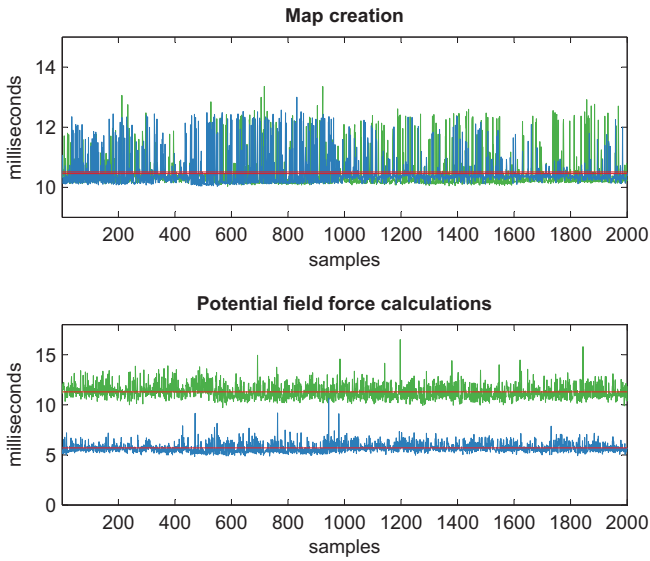 Map creation
14
12
10
milliseconds
200 400 600 800 1000 1200 1400 1600 1800 2000
samples
Potential field force calculations
15
10
5
0
milliseconds
200 400 600 800 1000 1200 1400 1600 1800 2000
samples